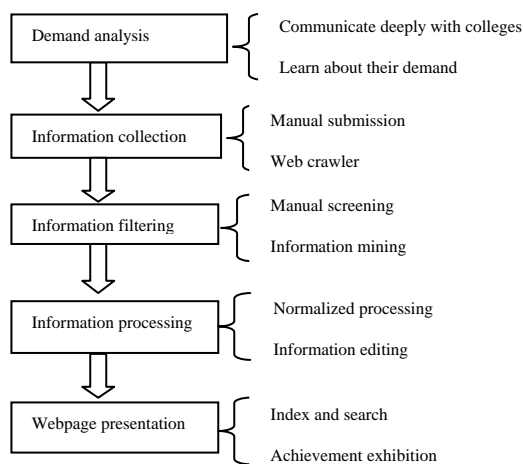 Demand analysis
Communicate deeply with colleges
Learn about their demand
Information collection
Manual submission
Web crawler
Information filtering
Manual screening
Information mining
Information processing
Normalized processing
Information editing
Webpage presentation
Index and search
Achievement exhibition